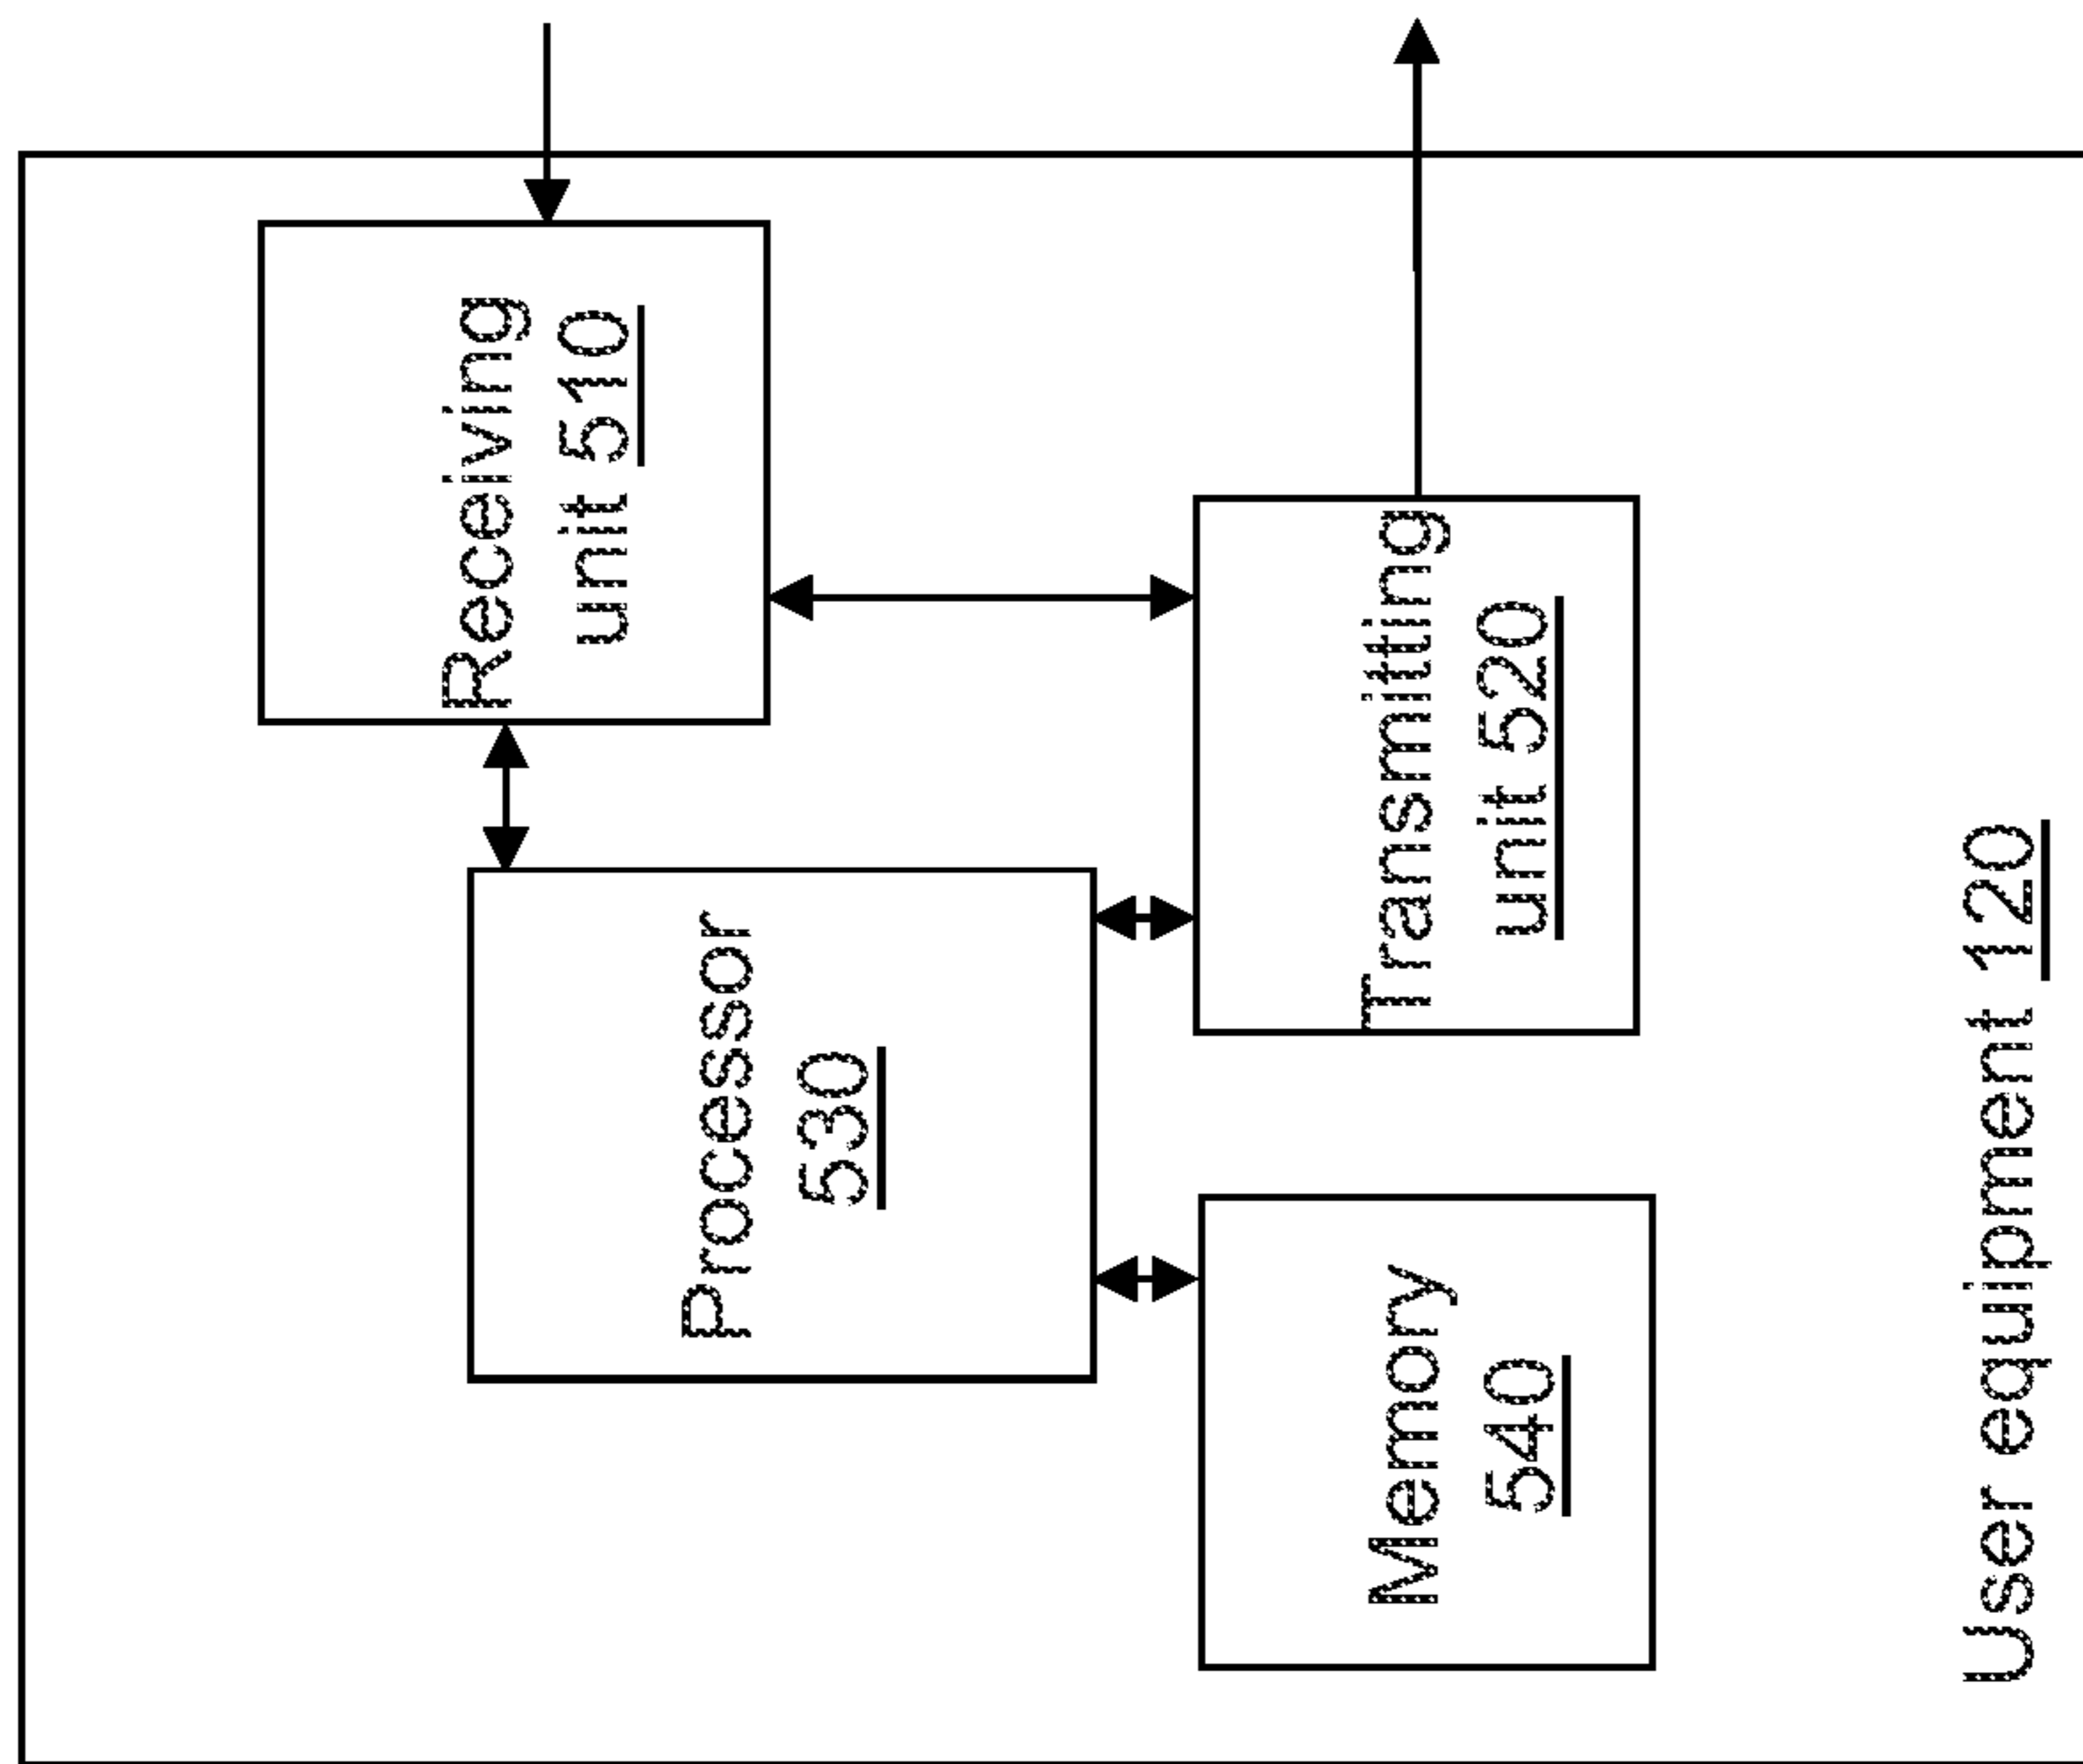 Receiving
unit 510
Processor
530
Transmitting
unit 520
Memory
540
User equipment 120